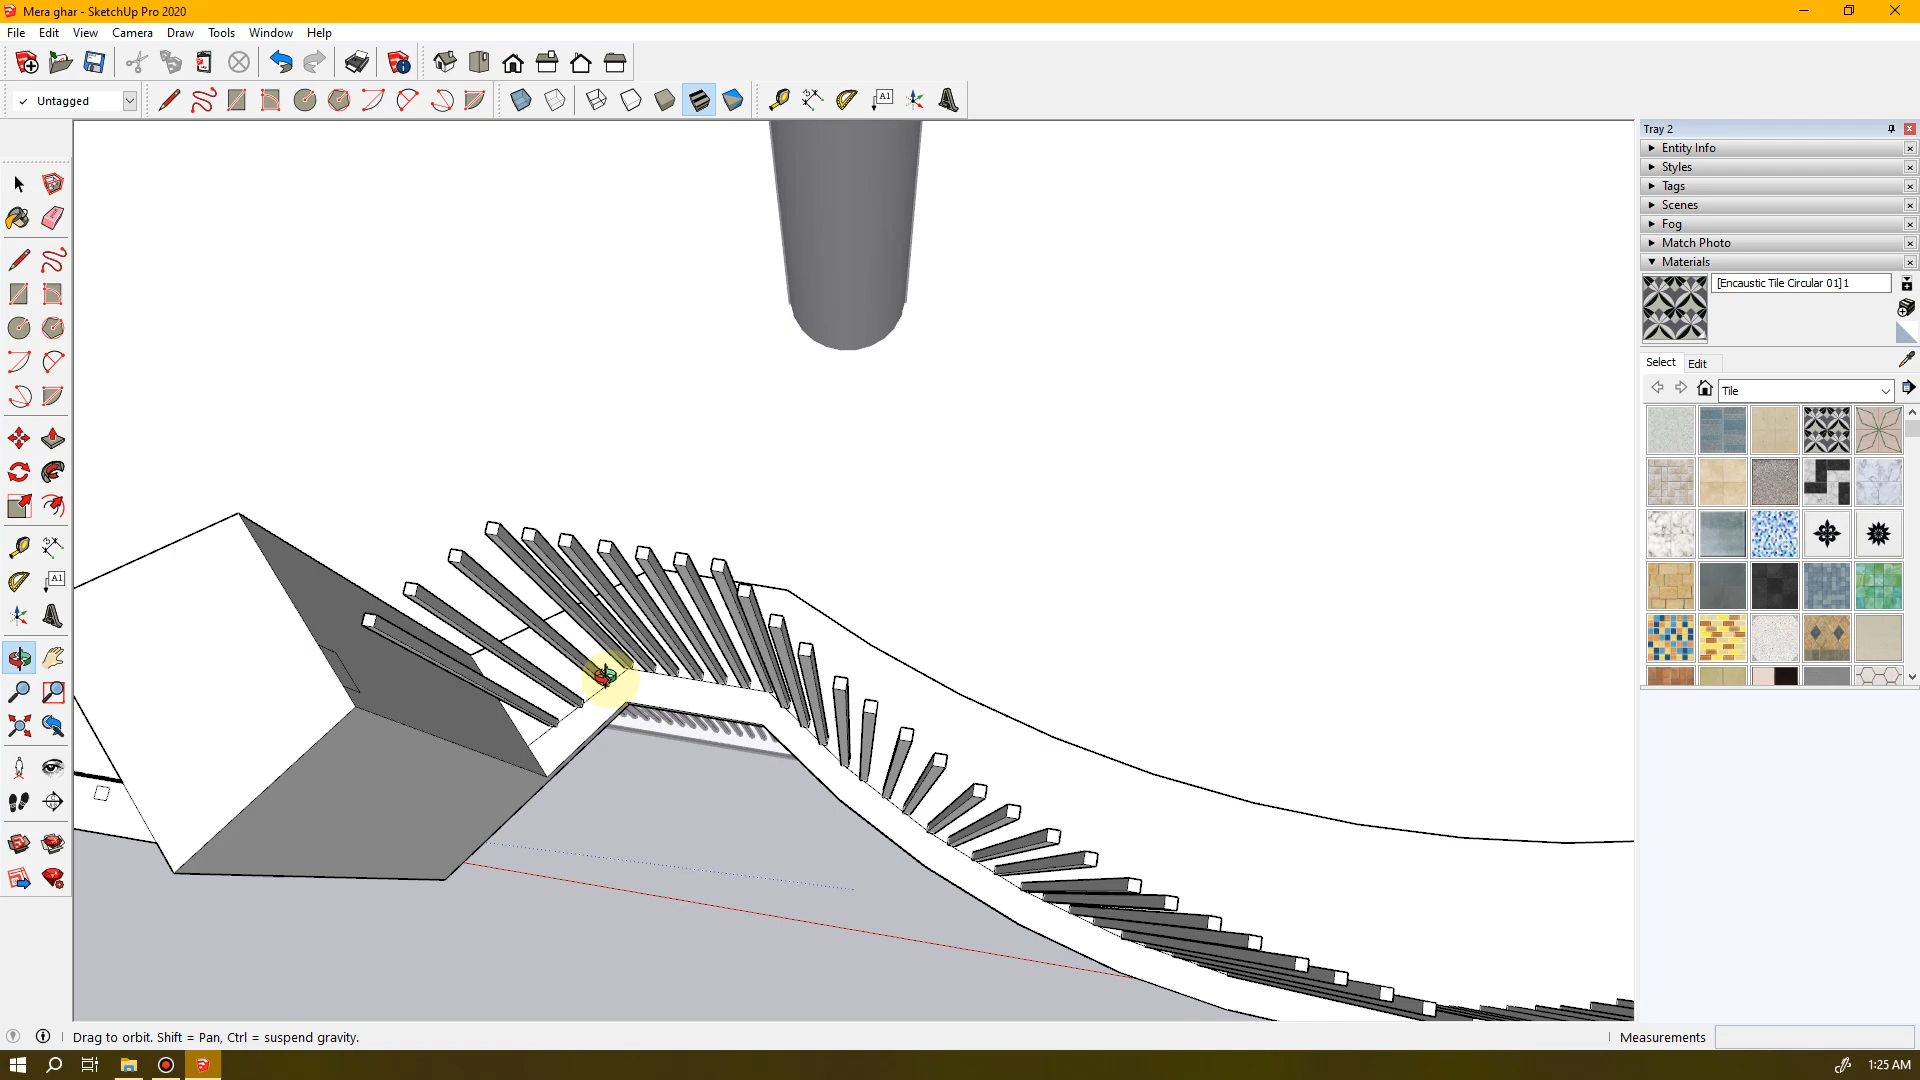 Mera ghar - SketchUp Pro 2020
File Edit View Camera Draw Tools Window Help
✓ Untagged
A1
Tray 2
Entity Info
Styles
Tags
Scenes
Fog
Match Photo
Materials
[Encaustic Tile Circular 01]1
Select Edit
Tile
A1
Drag to orbit. Shift = Pan, Ctrl = suspend gravity.
Measurements
1:25 AM